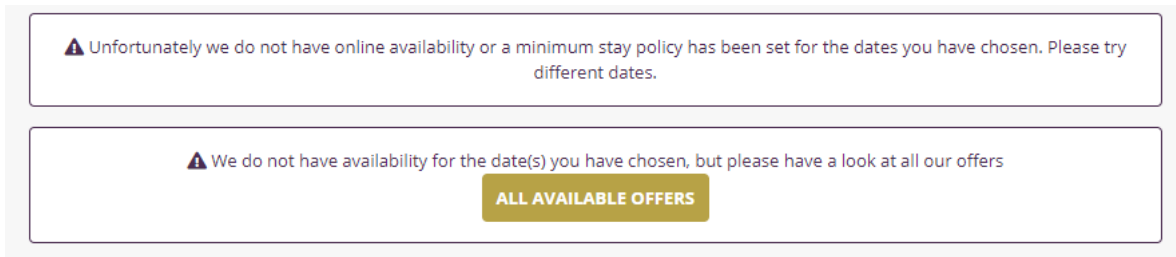 Unfortunately we do not have online availability or a minimum stay policy has been set for the dates you have chosen. Please try
different dates.
We do not have availability for the date(s) you have chosen, but please have a look at all our offers
ALL AVAILABLE OFFERS